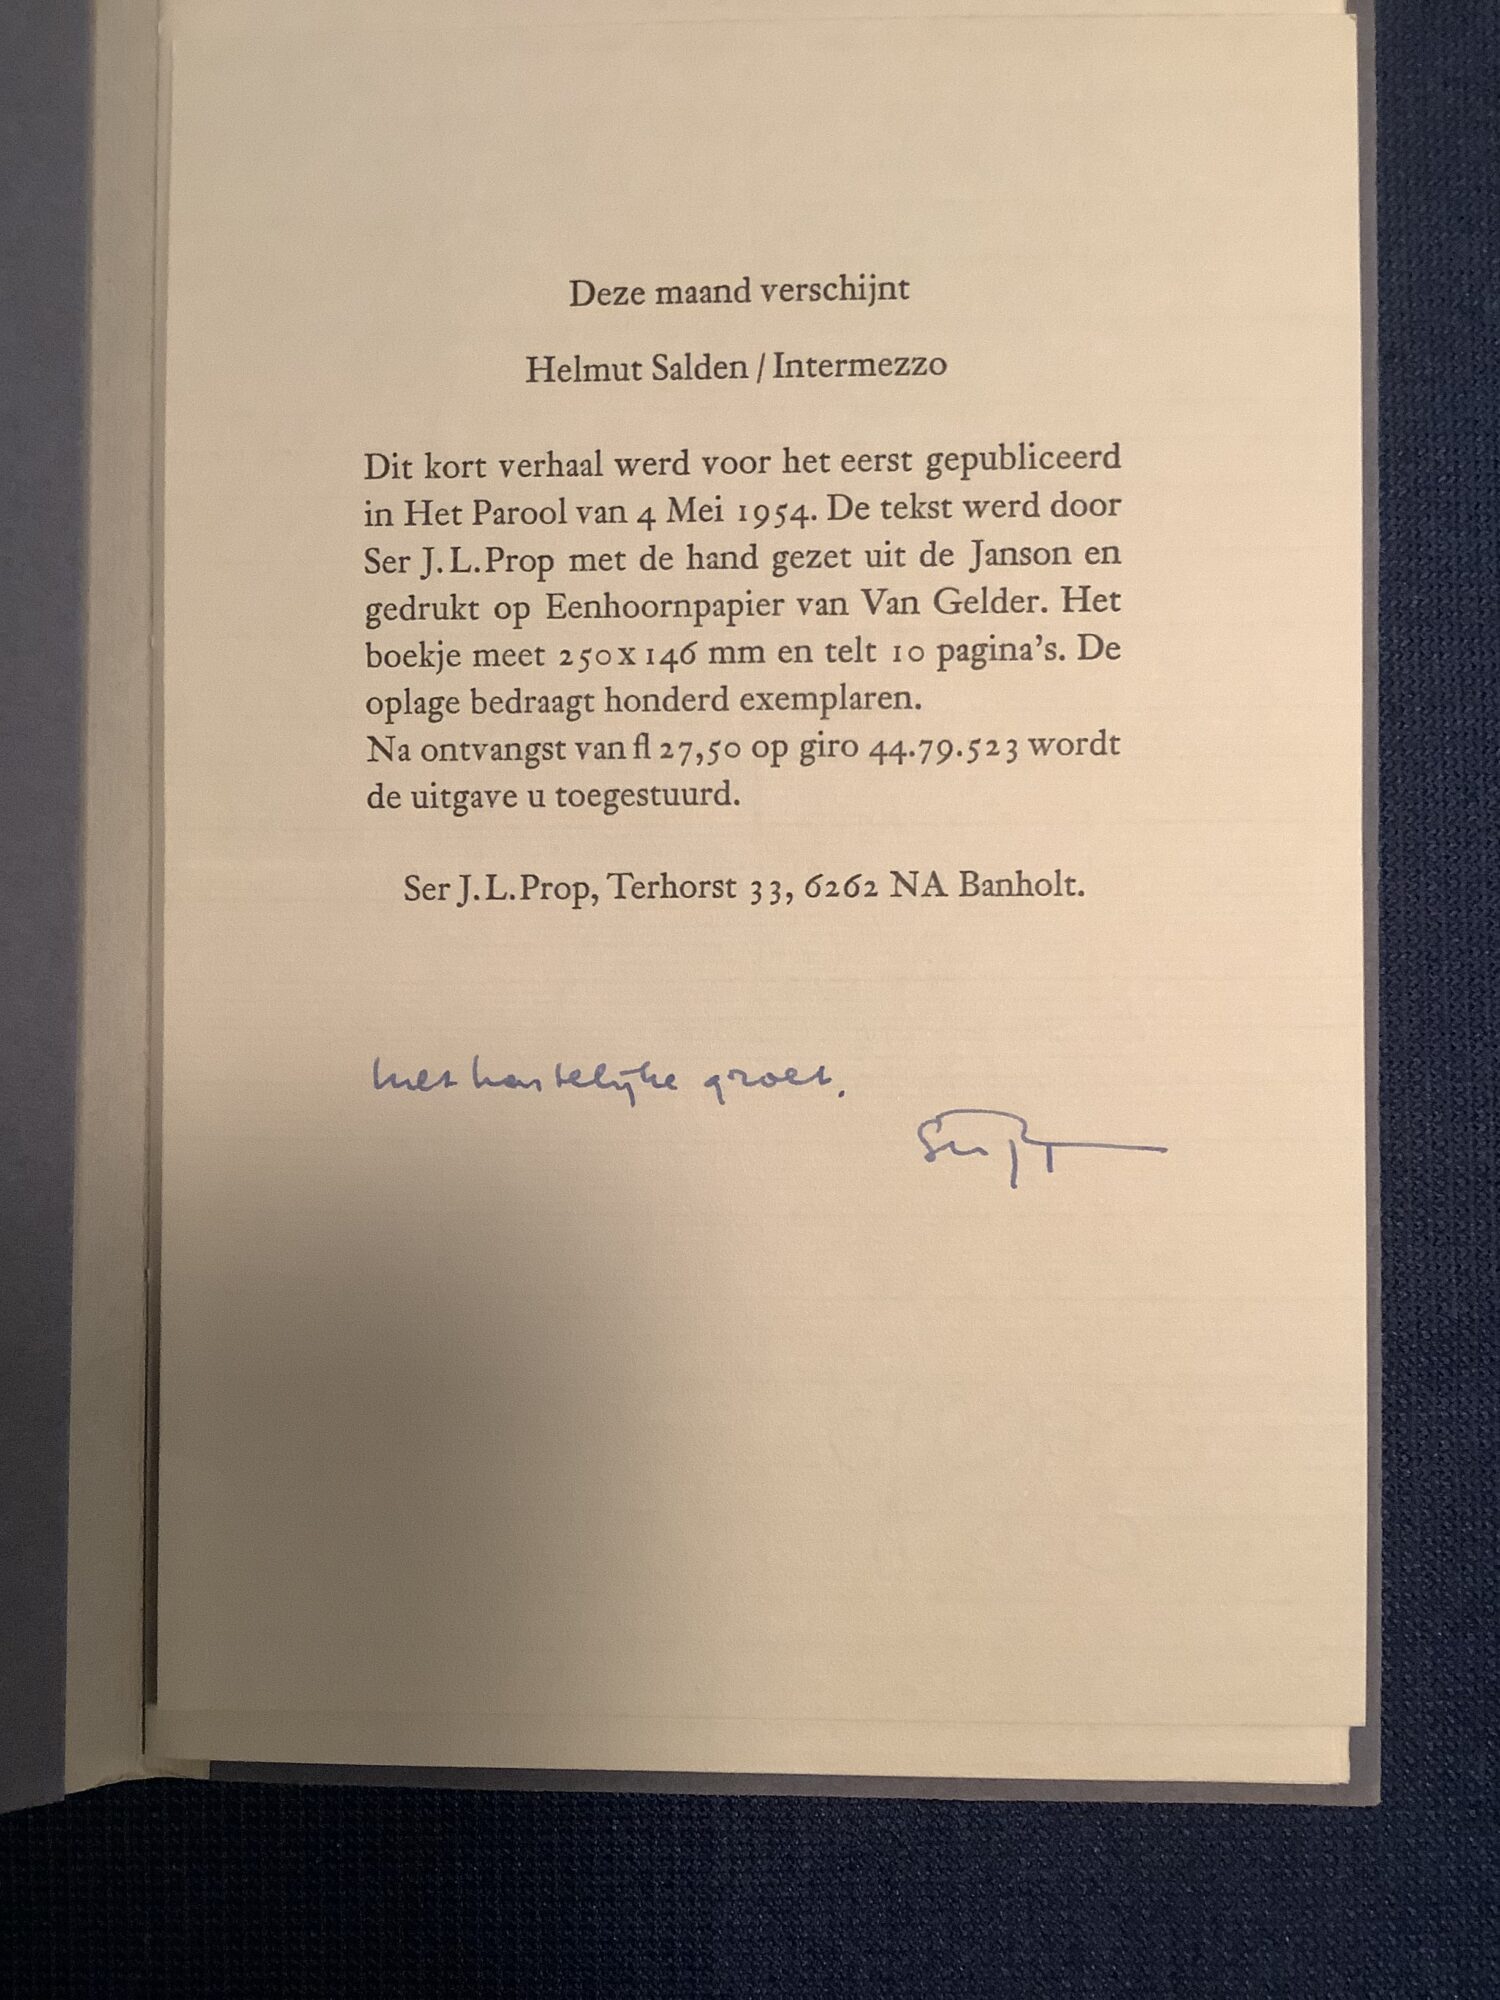 Deze maand verschijnt
Helmut Salden / Intermezzo
Dit kort verhaal werd voor het eerst gepubliceerd
in Het Parool van 4 Mei 1954. De tekst werd door
Ser J.L.Prop met de hand gezet uit de Janson en
gedrukt op Eenhoornpapier van Van Gelder. Het
boekje meet 250x146 mm en telt 10 pagina's. De
oplage bedraagt honderd exemplaren.
Na ontvangst van fl 27,50 op giro 44.79.523 wordt
de uitgave u toegestuurd.
Ser J.L.Prop, Terhorst 33, 6262 NA Banholt.
met hartelijke groet,
Ser